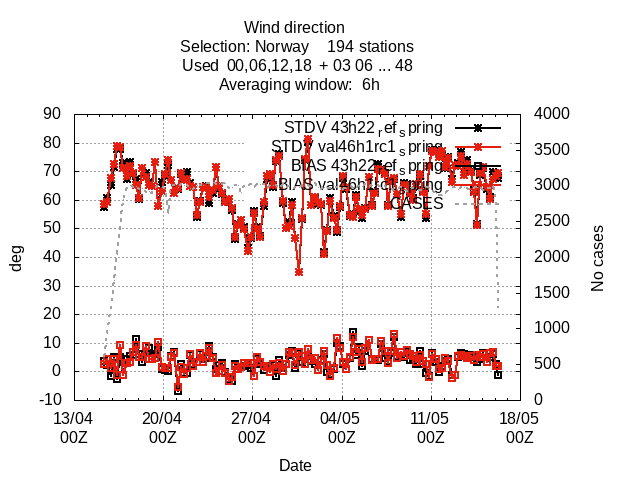 Wind direction
Selection: Norway 194 stations
Used 00,06,12,18 + 03 06 ... 48
Averaging window: 6h
90
80
70
60
50
40
30
20
10
0
-10
deg
4000
3500
3000
2500
2000
1500
1000
500
0
No cases
STDV 43h22_ref_spring
STDV val46h1rc1_spring
BIAS 43h22_ref_spring
BIAS val46h1rc1_spring
CASES
13/04 20/04 27/04 04/05 11/05 18/05
00Z 00Z 00Z 00Z 00Z 00Z
Date